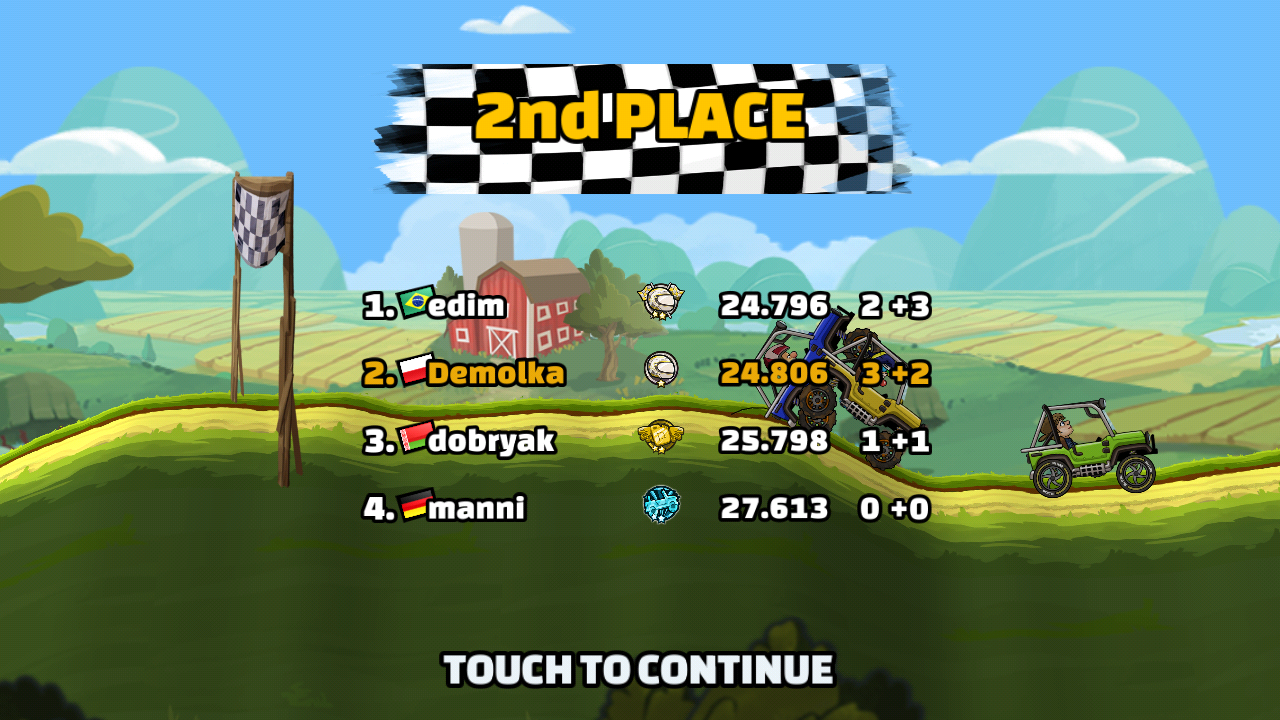 2nd PLACE
1. edim 24.796 2 +3
2. Demolka 24.806 3 +2
3. dobryak 25.798 1 +1
4. manni 27.613 0 +0
TOUCH TO CONTINUE